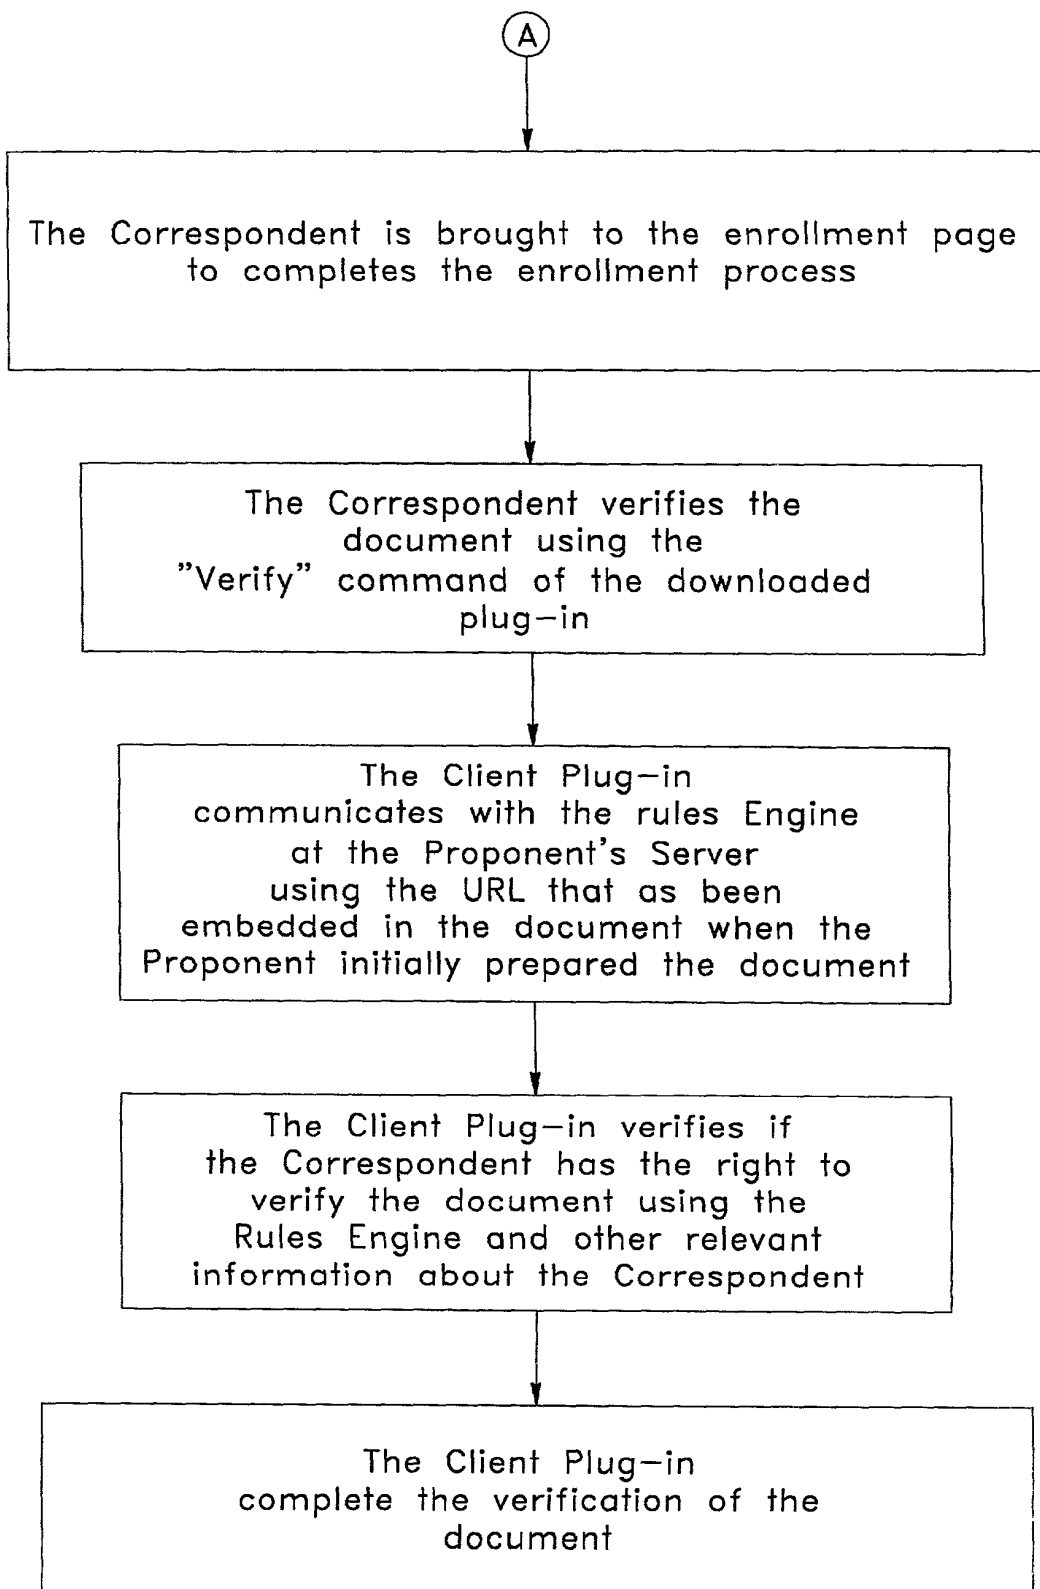 A
The Correspondent is brought to the enrollment page
to completes the enrollment process
The Correspondent verifies the
document using the
"Verify" command of the downloaded
plug-in
The Client Plug-in
communicates with the rules Engine
at the Proponent's Server
using the URL that as been
embedded in the document when the
Proponent initially prepared the document
The Client Plug-in verifies if
the Correspondent has the right to
verify the document using the
Rules Engine and other relevant
information about the Correspondent
The Client Plug-in
complete the verification of the
document